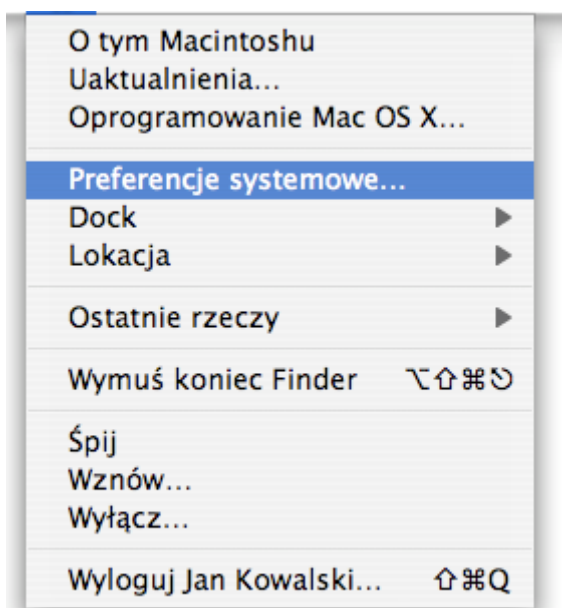 O tym Macintoshu
Uaktualnienia...
Oprogramowanie Mac OS X...
Preferencje systemowe...
Dock ▶
Lokacja ▶
Ostatnie rzeczy ▶
Wymuś koniec Finder ⌥⇧⌘⎋
Śpij
Wznów...
Wyłącz...
Wyloguj Jan Kowalski... ⇧⌘Q